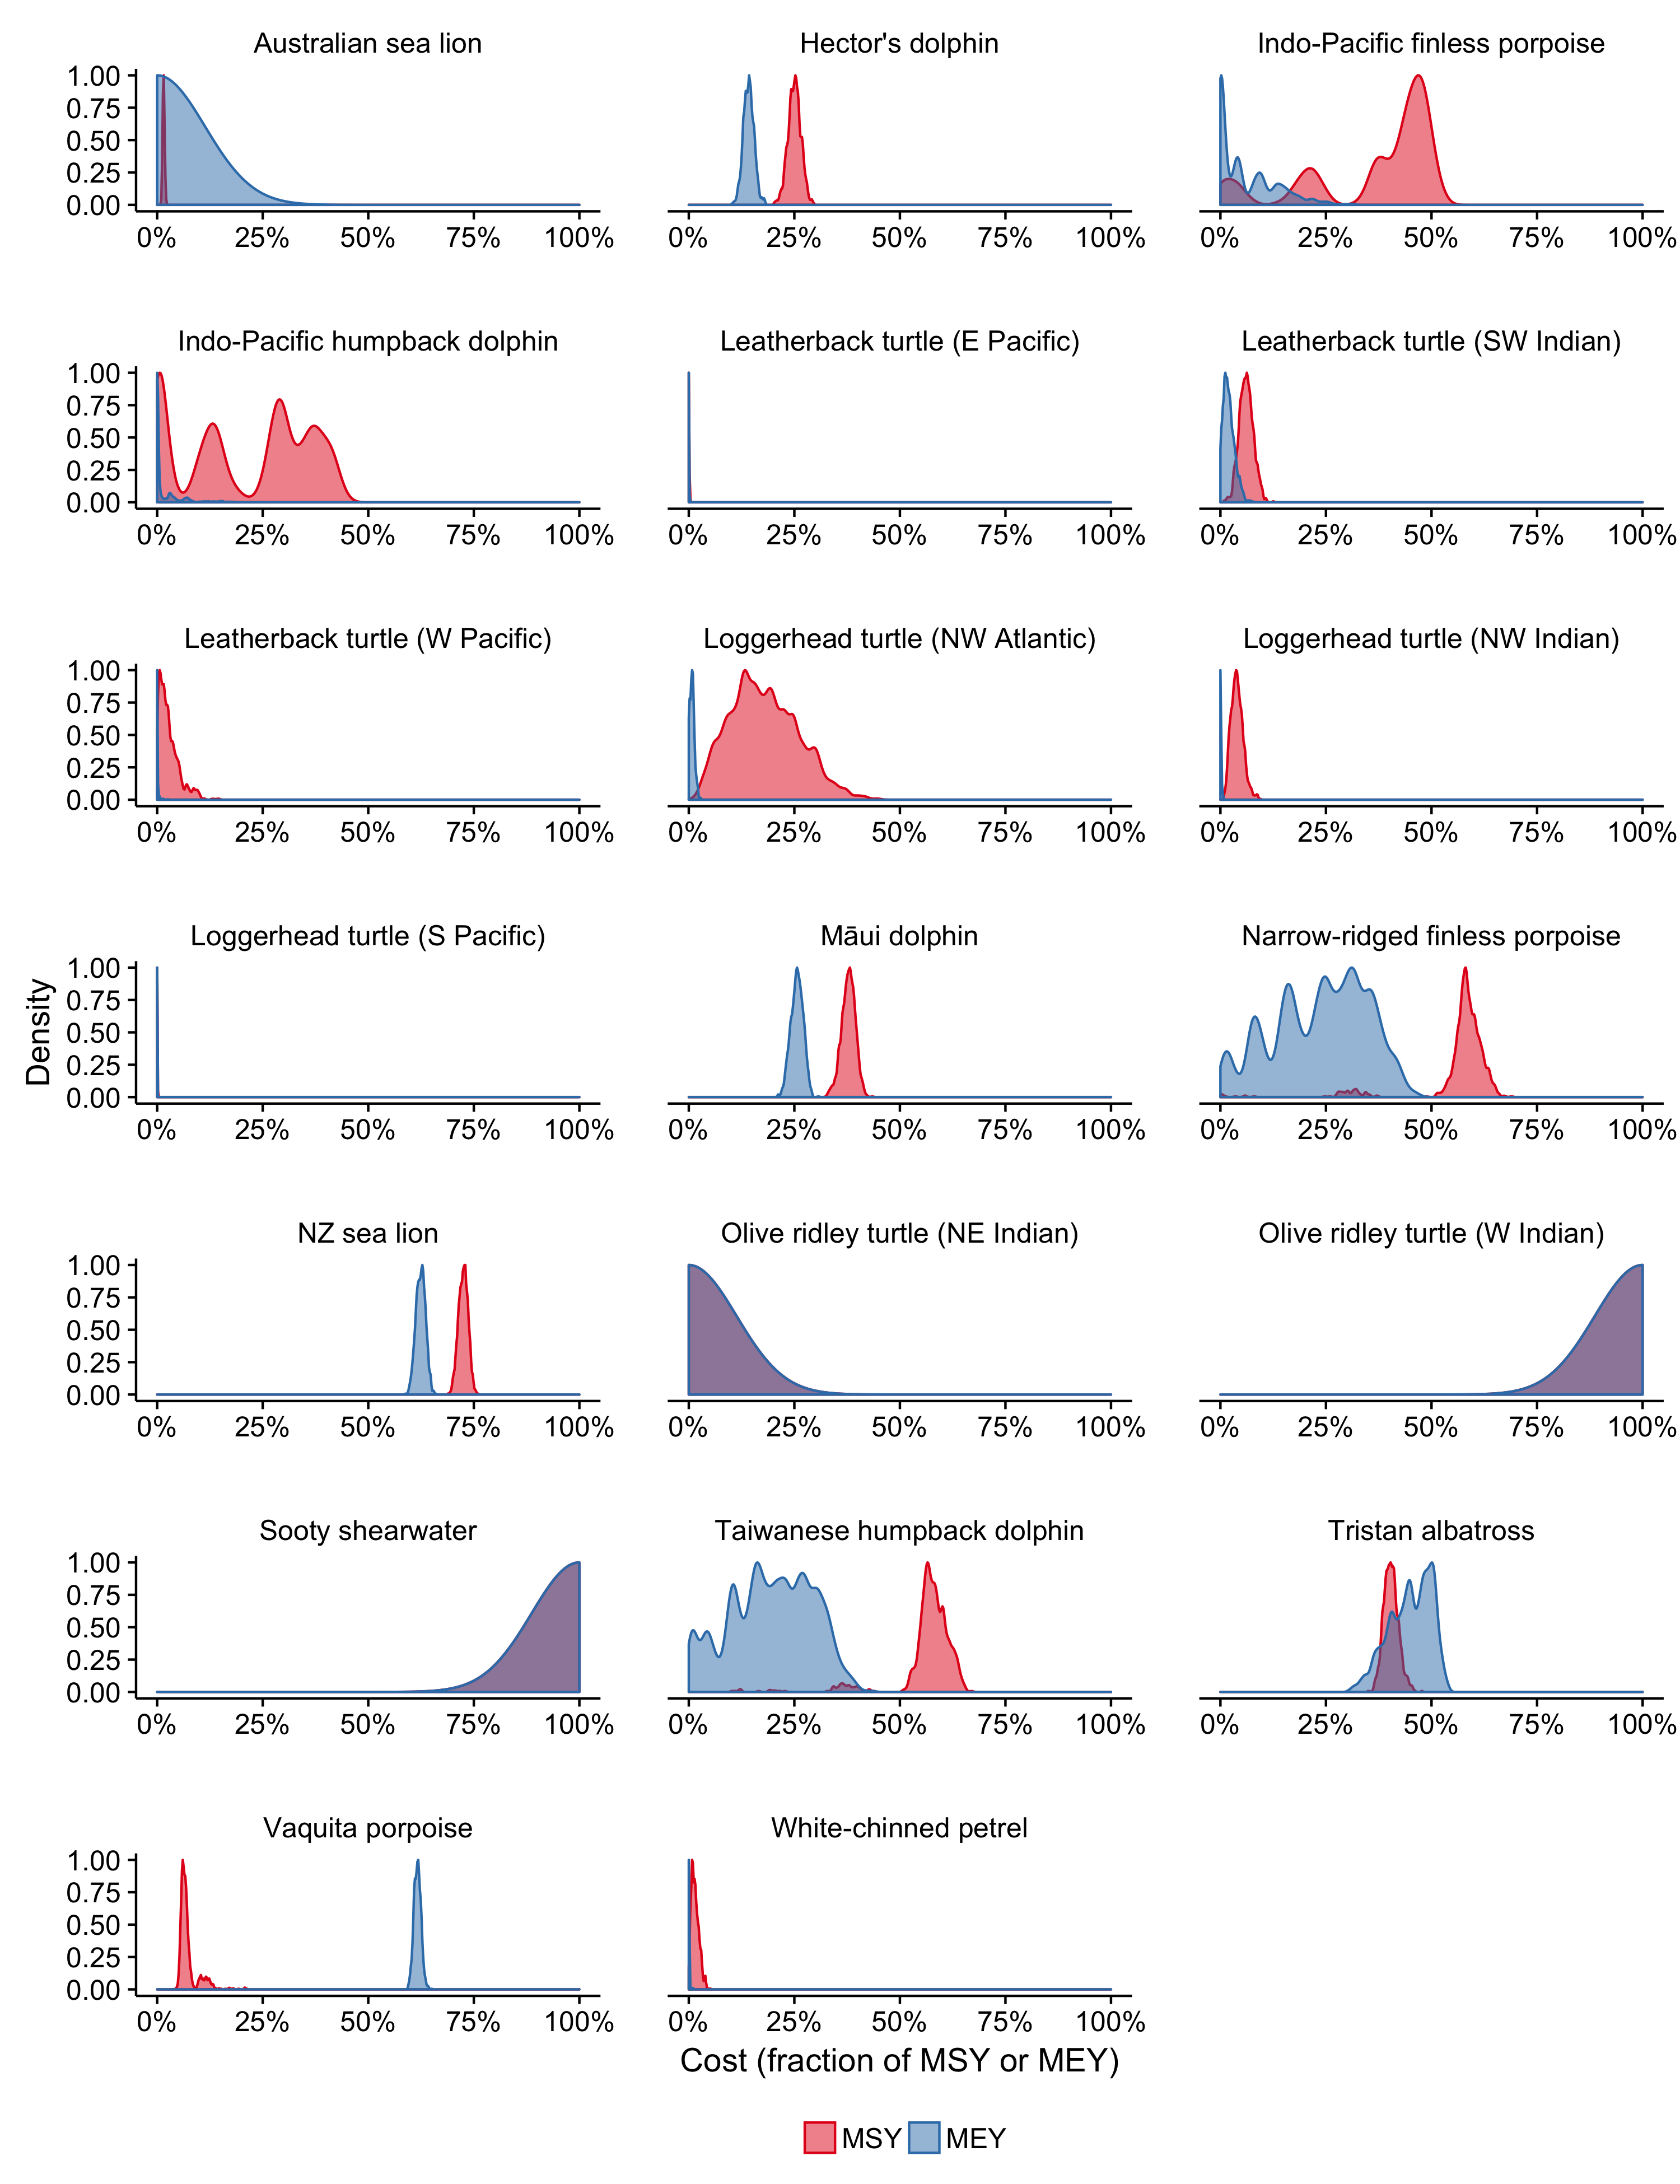 Australian sea lion Hector's dolphin Indo-Pacific finless porpoise
1.00
0.75
0.50
0.25
0.00
0% 25% 50% 75% 100% 0% 25% 50% 75% 100% 0% 25% 50% 75% 100%
Indo-Pacific humpback dolphin Leatherback turtle (E Pacific) Leatherback turtle (SW Indian)
1.00
0.75
0.50
0.25
0.00
0% 25% 50% 75% 100% 0% 25% 50% 75% 100% 0% 25% 50% 75% 100%
Leatherback turtle (W Pacific) Loggerhead turtle (NW Atlantic) Loggerhead turtle (NW Indian)
1.00
0.75
0.50
0.25
0.00
0% 25% 50% 75% 100% 0% 25% 50% 75% 100% 0% 25% 50% 75% 100%
Loggerhead turtle (S Pacific) Māui dolphin Narrow-ridged finless porpoise
Density
1.00
0.75
0.50
0.25
0.00
0% 25% 50% 75% 100% 0% 25% 50% 75% 100% 0% 25% 50% 75% 100%
NZ sea lion Olive ridley turtle (NE Indian) Olive ridley turtle (W Indian)
1.00
0.75
0.50
0.25
0.00
0% 25% 50% 75% 100% 0% 25% 50% 75% 100% 0% 25% 50% 75% 100%
Sooty shearwater Taiwanese humpback dolphin Tristan albatross
1.00
0.75
0.50
0.25
0.00
0% 25% 50% 75% 100% 0% 25% 50% 75% 100% 0% 25% 50% 75% 100%
Vaquita porpoise White-chinned petrel
1.00
0.75
0.50
0.25
0.00
0% 25% 50% 75% 100% 0% 25% 50% 75% 100%
Cost (fraction of MSY or MEY)
MSY MEY